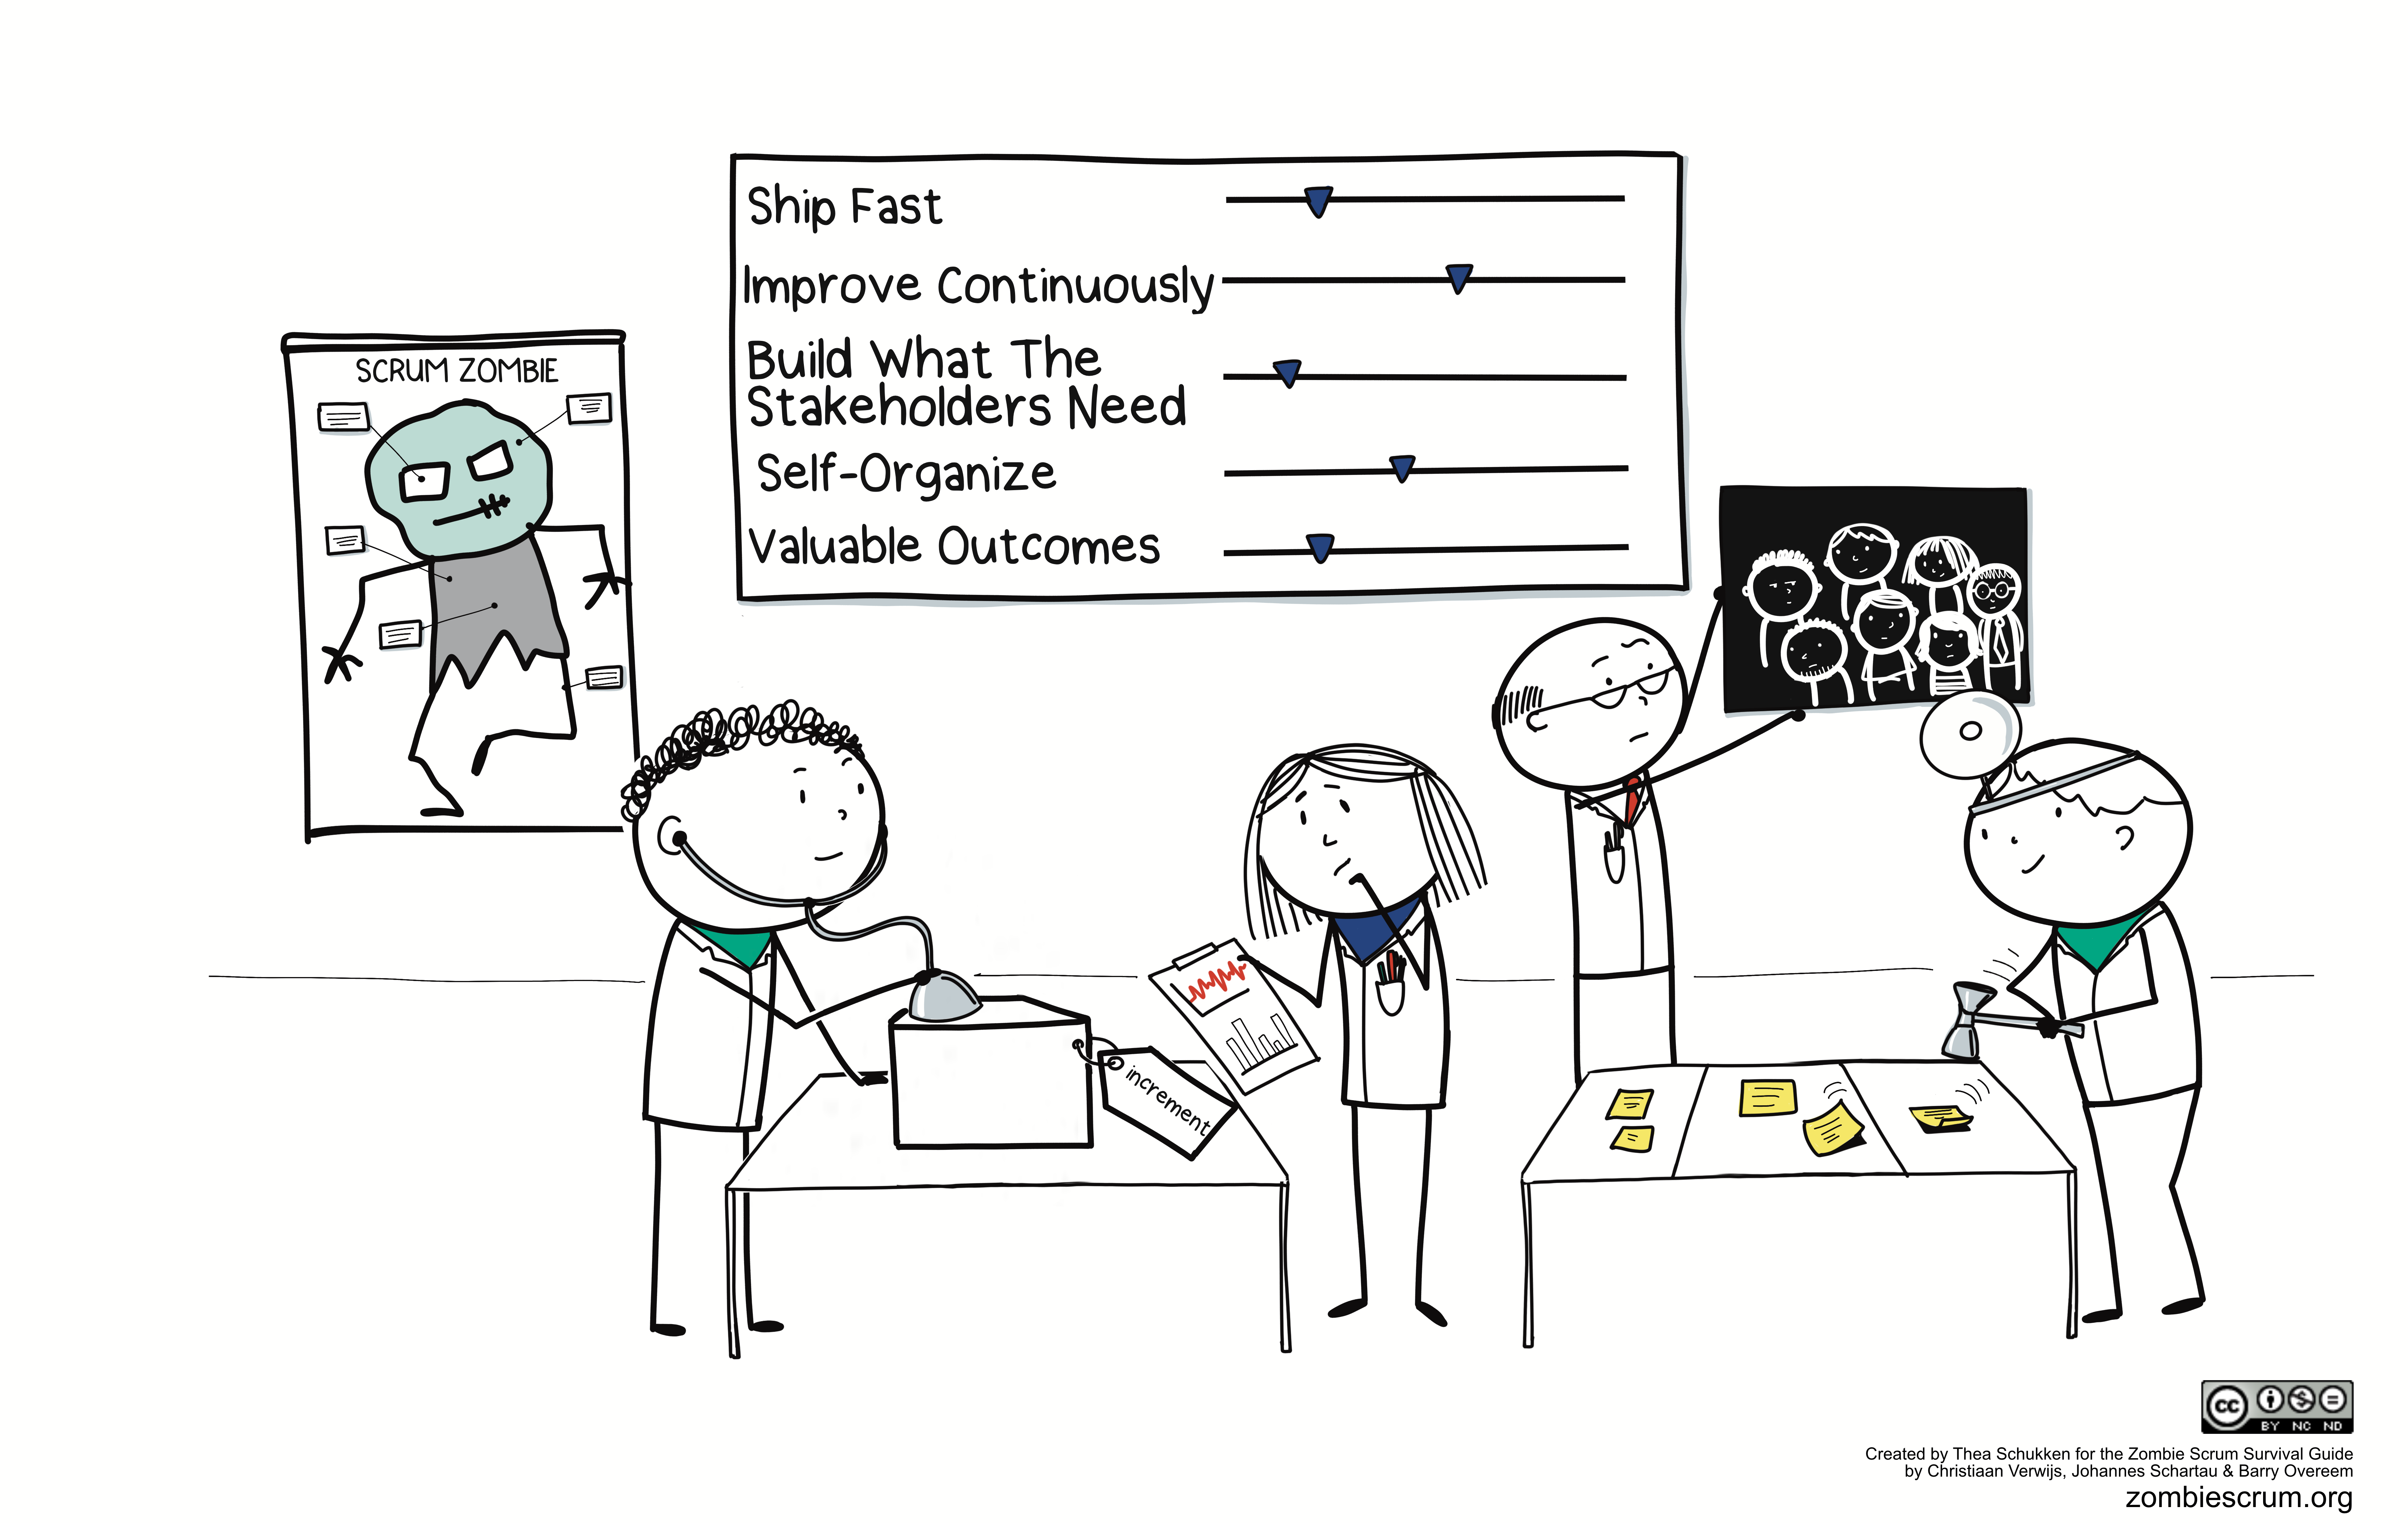 Ship Fast
Improve Continuously
Build What The
Stakeholders Need
Self-Organize
Valuable Outcomes
SCRUM ZOMBIE
increment
cc
BY NC ND
Created by Thea Schukken for the Zombie Scrum Survival Guide
by Christiaan Verwijs, Johannes Schartau & Barry Overeem
zombiescrum.org